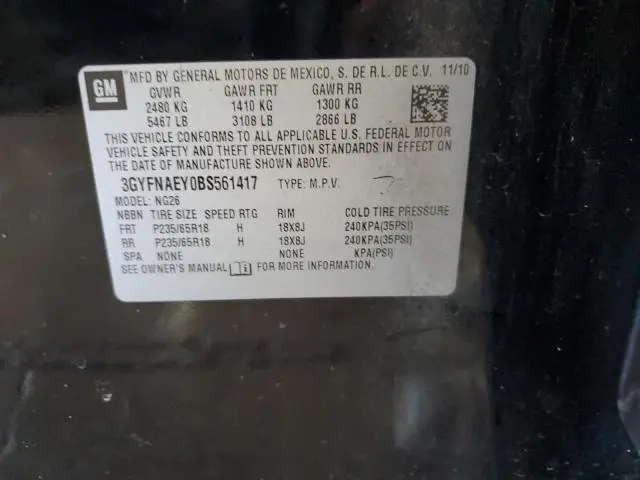 GM MFD BY GENERAL MOTORS DE MEXICO, S. DE R.L. DE C.V. 11/10
GVWR GAWR FRT GAWR RR
2480 KG 1410 KG 1300 KG
5467 LB 3108 LB 2866 LB
THIS VEHICLE CONFORMS TO ALL APPLICABLE U.S. FEDERAL MOTOR
VEHICLE SAFETY AND THEFT PREVENTION STANDARDS IN EFFECT ON
THE DATE OF MANUFACTURE SHOWN ABOVE.
3GYFNAEY0BS561417 TYPE: M.P.V.
MODEL: NG26
NBBN TIRE SIZE SPEED RTG RIM COLD TIRE PRESSURE
FRT P235/65R18 H 18X8J 240KPA(35PSI)
RR P235/65R18 H 18X8J 240KPA(35PSI)
SPA NONE NONE KPA(PSI)
SEE OWNER'S MANUAL FOR MORE INFORMATION